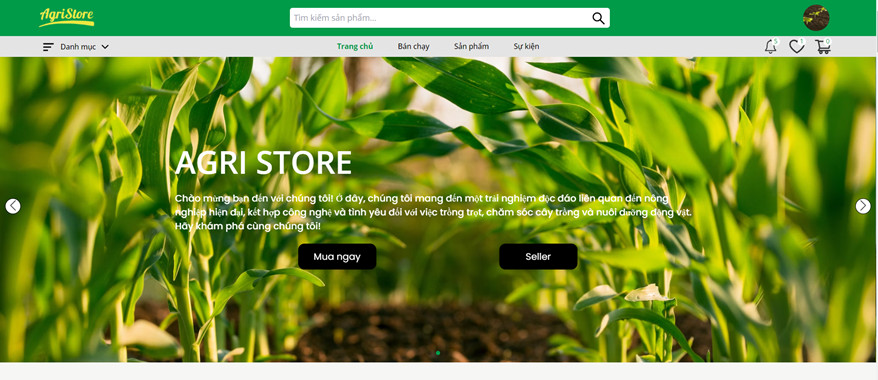 AgriStore
Tìm kiếm sản phẩm...
Danh mục
Trang chủ
Bán chạy
Sản phẩm
Sự kiện
5
1
0
AGRI STORE
Chào mừng bạn đến với chúng tôi! Ở đây, chúng tôi mang đến một trải nghiệm độc đáo liên quan đến nông
nghiệp hiện đại, kết hợp công nghệ và tình yêu đối với việc trồng trọt, chăm sóc cây trồng và nuôi dưỡng động vật.
Hãy khám phá cùng chúng tôi!
Mua ngay
Seller